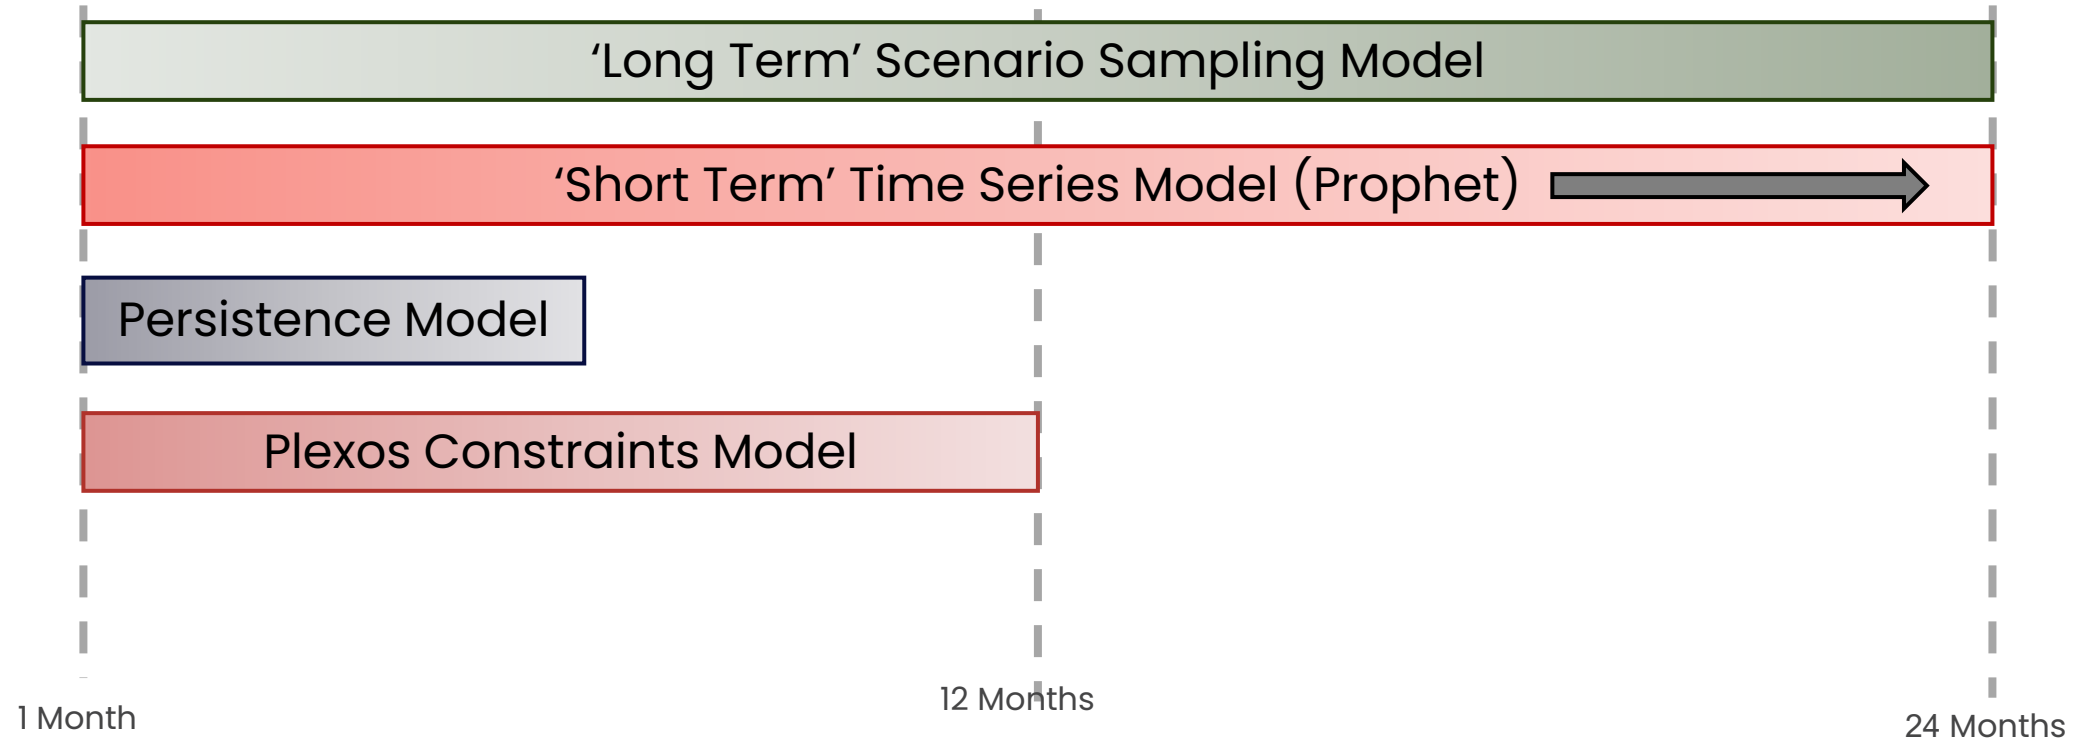 ‘Long Term’ Scenario Sampling Model
‘Short Term’ Time Series Model (Prophet)
Persistence Model
Plexos Constraints Model
1 Month
12 Months
24 Months